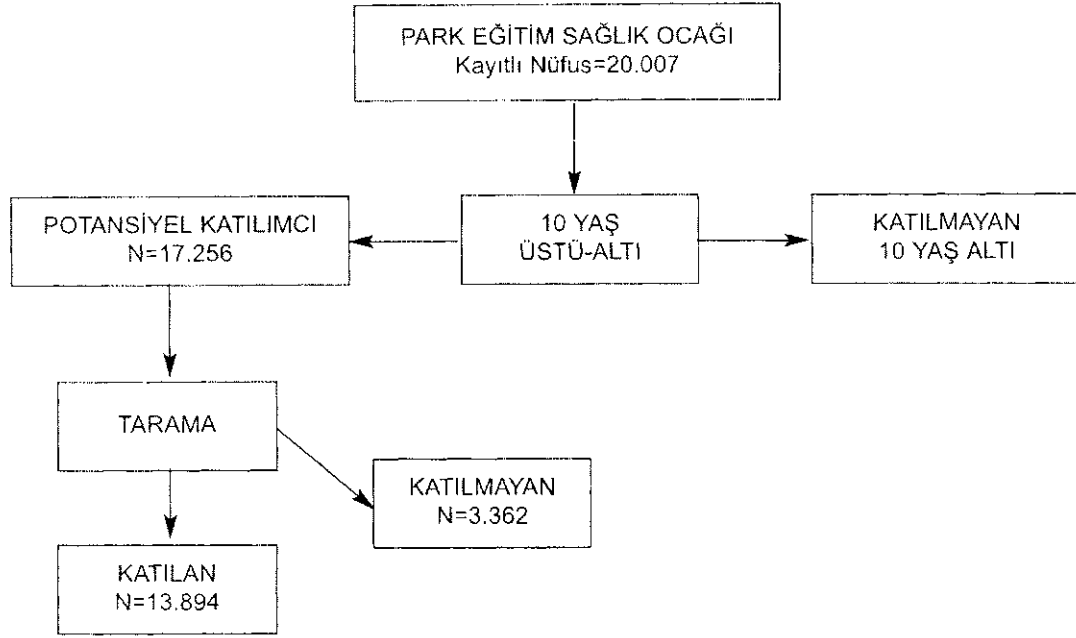 PARK EĞİTİM SAĞLIK OCAĞI
Kayıtlı Nüfus=20.007
POTANSİYEL KATILIMCI
N=17.256
10 YAŞ
ÜSTÜ-ALTI
KATILMAYAN
10 YAŞ ALTI
TARAMA
KATILMAYAN
N=3.362
KATILAN
N=13.894